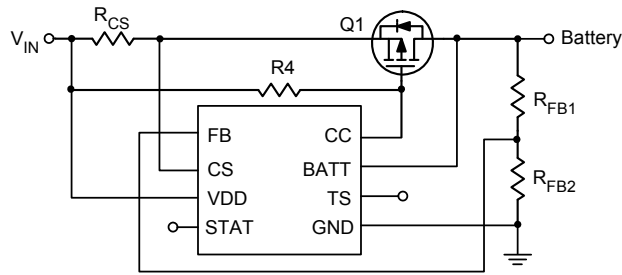 R_CS
Q1
V_IN
Battery
R4
R_FB1
FB
CC
CS
BATT
R_FB2
VDD
TS
STAT
GND